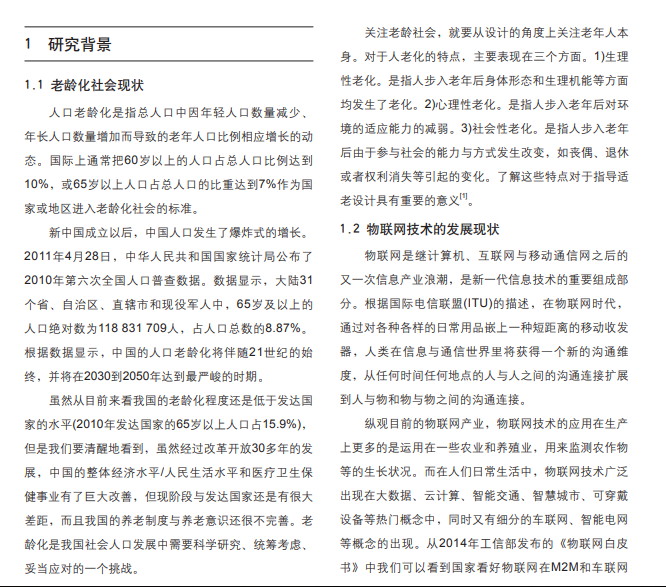 1 研究背景
1.1 老龄化社会现状
人口老龄化是指总人口中因年轻人口数量减少、
年长人口数量增加而导致的老年人口比例相应增长的动
态。国际上通常把60岁以上的人口占总人口比例达到
10%，或65岁以上人口占总人口的比重达到7%作为国
家或地区进入老龄化社会的标准。
新中国成立以后，中国人口发生了爆炸式的增长。
2011年4月28日，中华人民共和国国家统计局公布了
2010年第六次全国人口普查数据。数据显示，大陆31
个省、自治区、直辖市和现役军人中，65岁及以上的
人口绝对数为118 831 709人，占人口总数的8.87%。
根据数据显示，中国的人口老龄化将伴随21世纪的始
终，并将在2030到2050年达到最严峻的时期。
虽然从目前来看我国的老龄化程度还是低于发达国
家的水平(2010年发达国家的65岁以上人口占15.9%)，
但是我们要清醒地看到，虽然经过改革开放30多年的发
展，中国的整体经济水平/人民生活水平和医疗卫生保
健事业有了巨大改善，但现阶段与发达国家还是有很大
差距，而且我国的养老制度与养老意识还很不完善。老
龄化是我国社会人口发展中需要科学研究、统筹考虑、
妥当应对的一个挑战。
关注老龄社会，就要从设计的角度上关注老年人本
身。对于人老化的特点，主要表现在三个方面。1)生理
性老化。是指人步入老年后身体形态和生理机能等方面
均发生了老化。2)心理性老化。是指人步入老年后对环
境的适应能力的减弱。3)社会性老化。是指人步入老年
后由于参与社会的能力与方式发生改变，如丧偶、退休
或者权利消失等引起的变化。了解这些特点对于指导适
老设计具有重要的意义[1]。
1.2 物联网技术的发展现状
物联网是继计算机、互联网与移动通信网之后的
又一次信息产业浪潮，是新一代信息技术的重要组成部
分。根据国际电信联盟(ITU)的描述，在物联网时代，
通过对各种各样的日常用品嵌上一种短距离的移动收发
器，人类在信息与通信世界里将获得一个新的沟通维
度，从任何时间任何地点的人与人之间的沟通连接扩展
到人与物和物与物之间的沟通连接。
纵观目前的物联网产业，物联网技术的应用在生产
上更多的是运用在一些农业和养殖业，用来监测农作物
等的生长状况。而在人们日常生活中，物联网技术广泛
出现在大数据、云计算、智能交通、智慧城市、可穿戴
设备等热门概念中，同时又有细分的车联网、智能电网
等概念的出现。从2014年工信部发布的《物联网白皮
书》中我们可以看到国家看好物联网在M2M和车联网